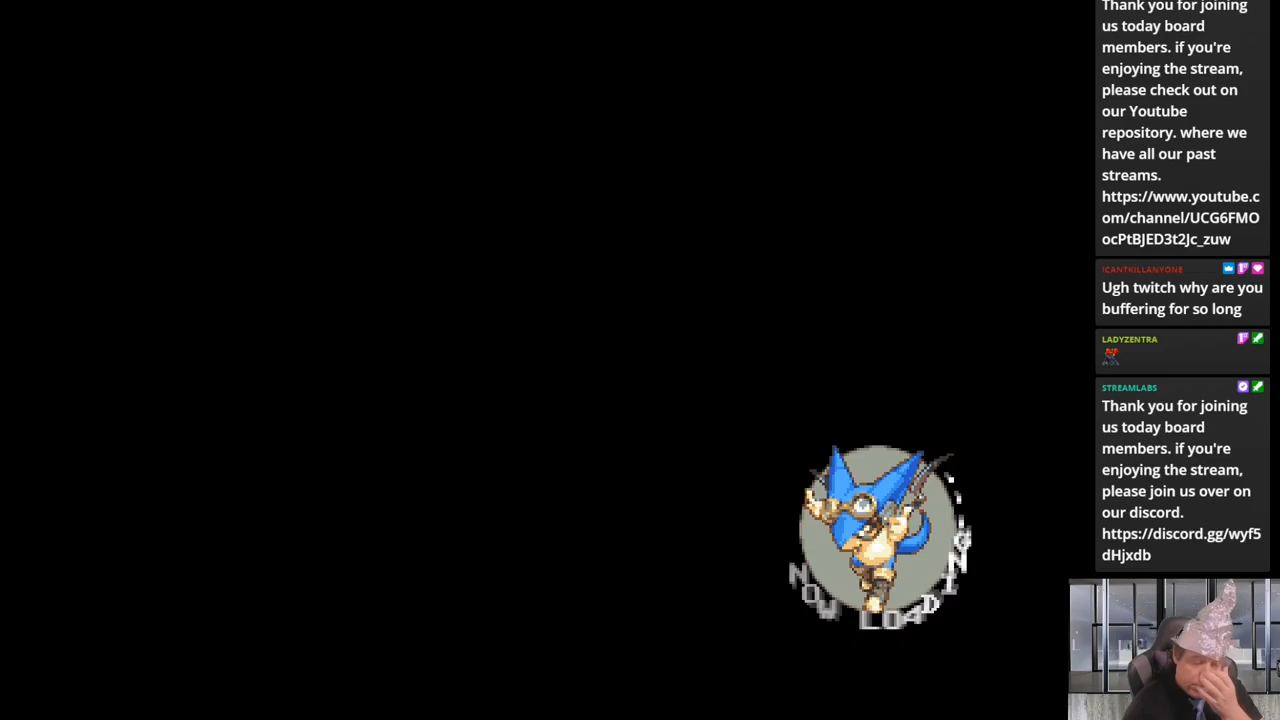 Thank you for joining
us today board
members. if you're
enjoying the stream,
please check out on
our Youtube
repository. where we
have all our past
streams.
https://www.youtube.c
om/channel/UCG6FMO
ocPtBJED3t2Jc_zuw
ICANTKILLANYONE
Ugh twitch why are you
buffering for so long
LADYZENTRA
STREAMLABS
Thank you for joining
us today board
members. if you're
enjoying the stream,
please join us over on
our discord.
https://discord.gg/wyf5
dHjxdb
NOW LOADING...